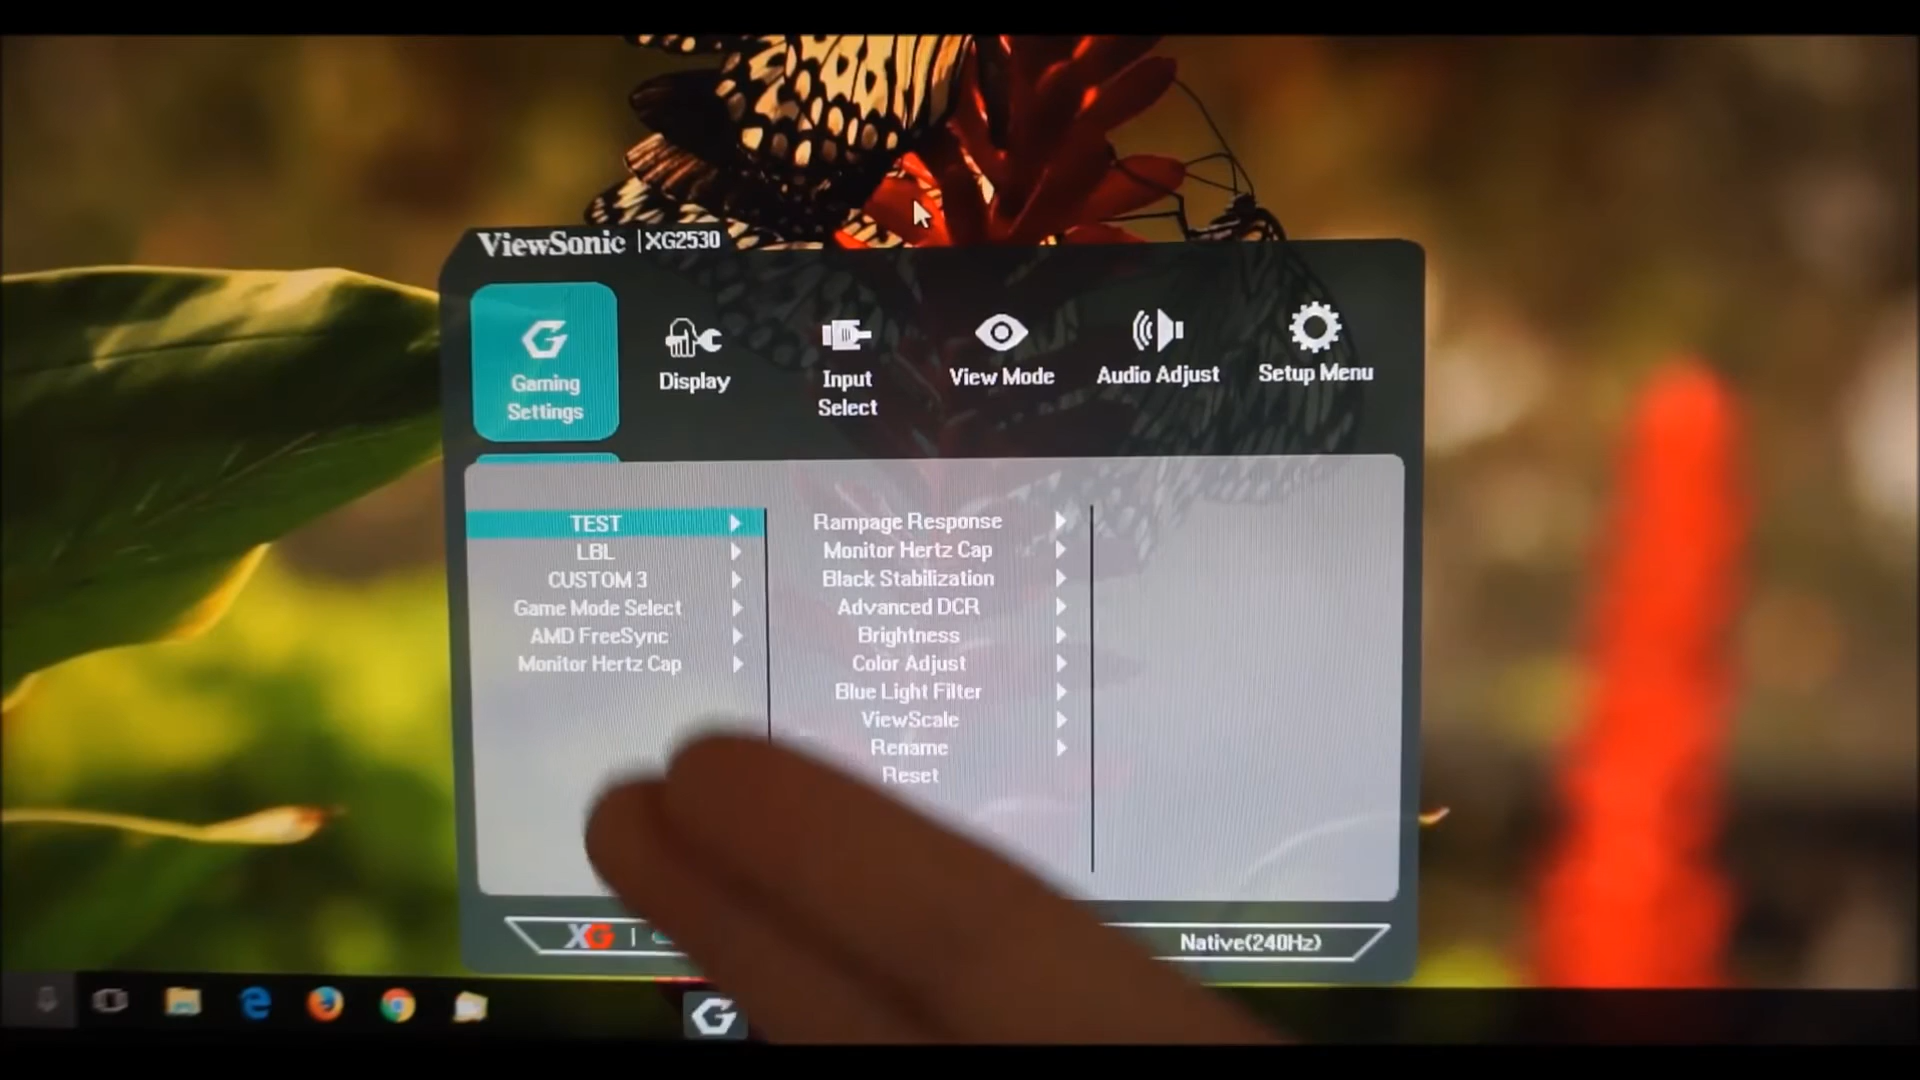 ViewSonic | XG2530
Gaming
Settings
Display
Input
Select
View Mode
Audio Adjust
Setup Menu
TEST
LBL
CUSTOM 3
Game Mode Select
AMD FreeSync
Monitor Hertz Cap
Rampage Response
Monitor Hertz Cap
Black Stabilization
Advanced DCR
Brightness
Color Adjust
Blue Light Filter
ViewScale
Rename
Reset
XG |
Native(240Hz)